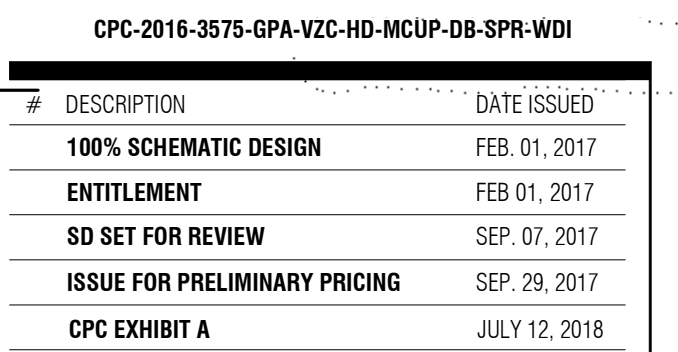 CPC-2016-3575-GPA-VZC-HD-MCUP-DB-SPR-WDI
# DESCRIPTION DATE ISSUED
100% SCHEMATIC DESIGN FEB. 01, 2017
ENTITLEMENT FEB 01, 2017
SD SET FOR REVIEW SEP. 07, 2017
ISSUE FOR PRELIMINARY PRICING SEP. 29, 2017
CPC EXHIBIT A JULY 12, 2018